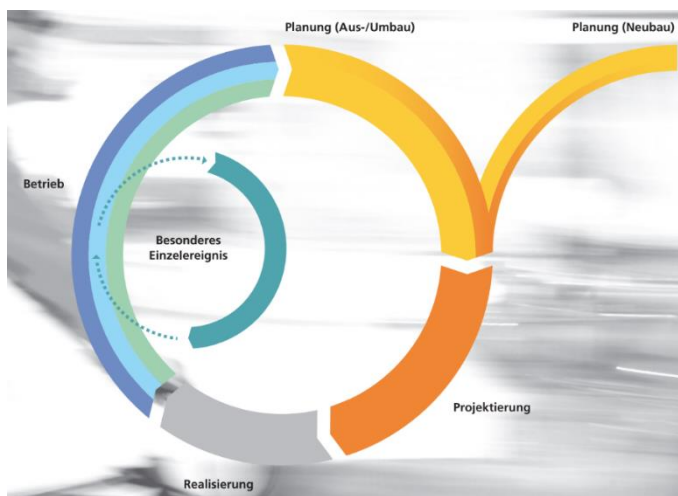 Planung (Aus-/Umbau)
Planung (Neubau)
Betrieb
Besonderes
Einzelereignis
Projektierung
Realisierung